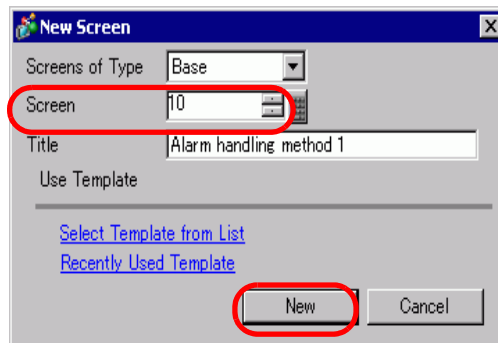 New Screen
Screens of Type Base
Screen 10
Title Alarm handling method 1
Use Template
Select Template from List
Recently Used Template
New Cancel